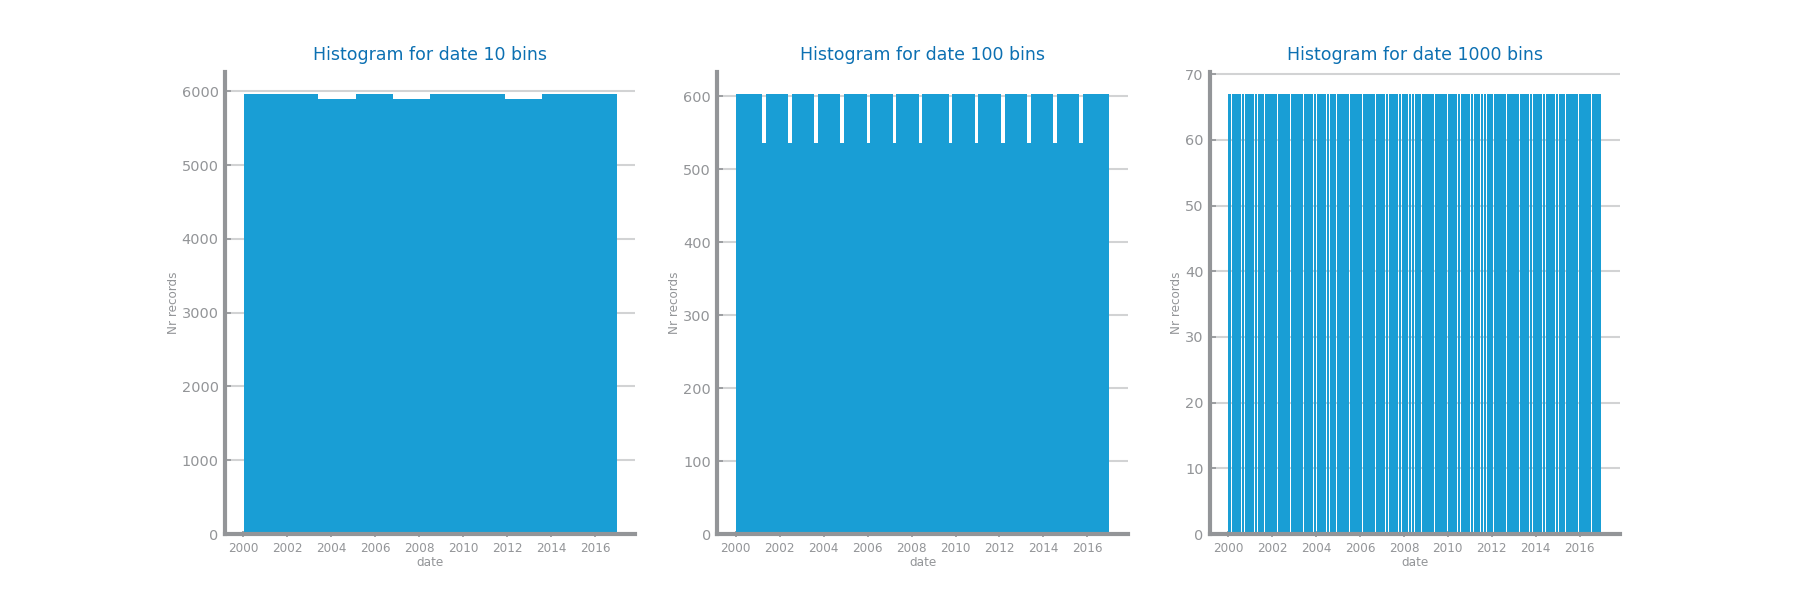 Histogram for date 10 bins
6000
5000
4000
3000
2000
1000
0
Nr records
2000 2002 2004 2006 2008 2010 2012 2014 2016
date
Histogram for date 100 bins
600
500
400
300
200
100
0
Nr records
2000 2002 2004 2006 2008 2010 2012 2014 2016
date
Histogram for date 1000 bins
70
60
50
40
30
20
10
0
Nr records
2000 2002 2004 2006 2008 2010 2012 2014 2016
date